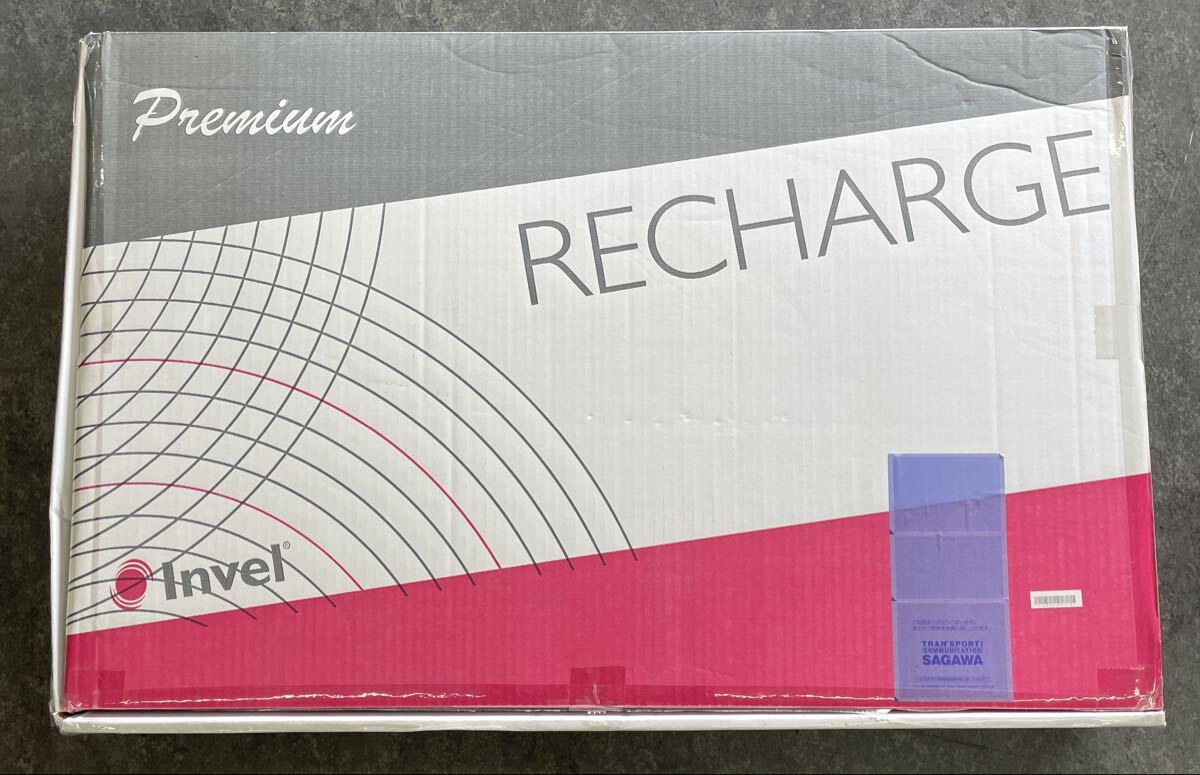 Premium
RECHARGE
Invel®
TRANSPORT!
COMMUNICATION
SAGAWA